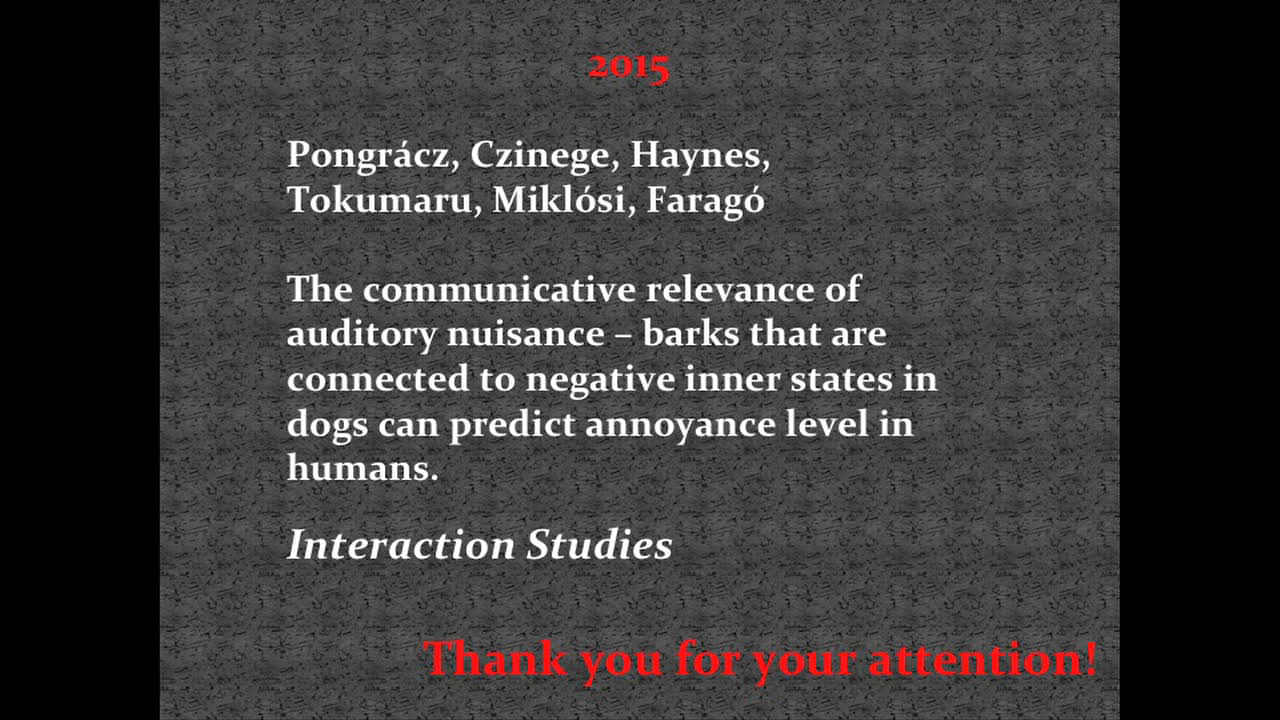 2015
Pongrácz, Czinege, Haynes,
Tokumaru, Miklósi, Faragó
The communicative relevance of
auditory nuisance – barks that are
connected to negative inner states in
dogs can predict annoyance level in
humans.
Interaction Studies
Thank you for your attention!